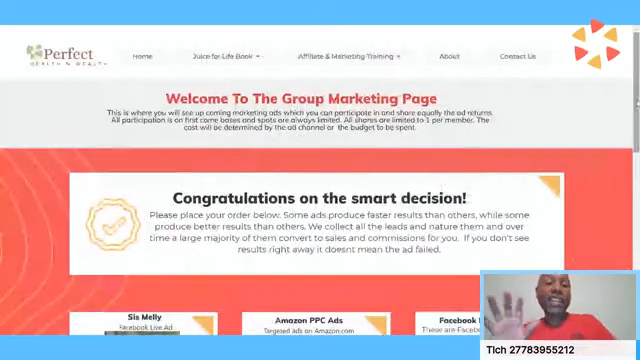 Perfect
HEALTH N WEALTH
Home
Juice for Life Book
Affiliate & Marketing Training
About
Contact Us
Welcome To The Group Marketing Page
This is where you will see up coming marketing ads which you can participate in and share equally the ad returns.
All participation is on first come bases and spots are always limited. All shares are limited to 1 per member. The
cost will be determined by the ad channel or the budget to be spent.
Congratulations on the smart decision!
Please place your order below. Some ads produce faster results than others, while some
produce better results than others. We collect all the leads and nature them and over
time a large majority of them convert to sales and commissions for you. If you don't see
results right away it doesnt mean the ad failed.
Sis Melly
Facebook Live Ad
Amazon PPC Ads
Targeted ads on Amazon.com
Facebook
These are Faceb
Tich 27783955212